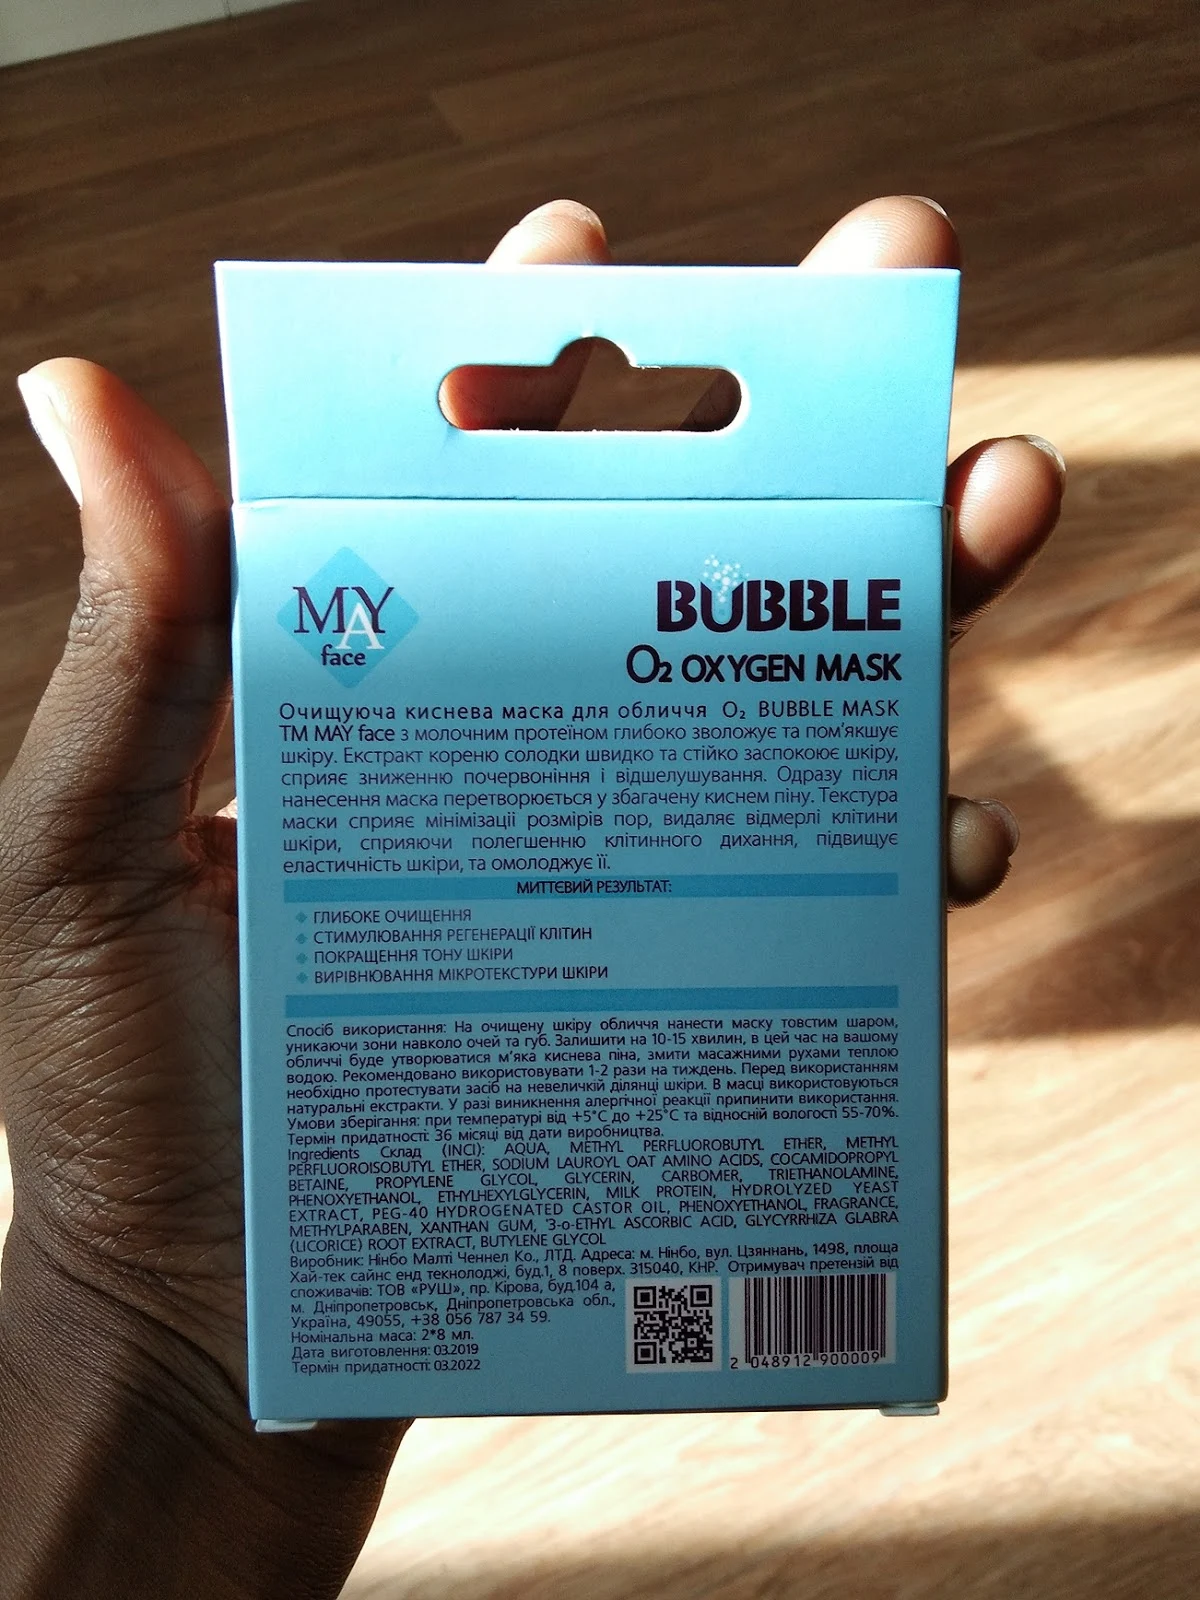 MAY
face
BUBBLE
O₂ OXYGEN MASK
Очищуюча киснева маска для обличчя O₂ BUBBLE MASK
TM MAY face з молочним протеїном глибоко зволожує та пом'якшує
шкіру. Екстракт кореню солодки швидко та стійко заспокоює шкіру,
сприяє зниженню почервоніння і відшелушування. Одразу після
нанесення маска перетворюється у збагачену киснем піну. Текстура
маски сприяє мінімізації розмірів пор, видаляє відмерлі клітини
шкіри, сприяючи полегшенню клітинного дихання, підвищує
еластичність шкіри, та омолоджує її.
МИТТЄВИЙ РЕЗУЛЬТАТ:
ГЛИБОКЕ ОЧИЩЕННЯ
СТИМУЛЮВАННЯ РЕГЕНЕРАЦІЇ КЛІТИН
ПОКРАЩЕННЯ ТОНУ ШКІРИ
ВИРІВНЮВАННЯ МІКРОТЕКСТУРИ ШКІРИ
Спосіб використання: На очищену шкіру обличчя нанести маску товстим шаром,
уникаючи зони навколо очей та губ. Залишити на 10-15 хвилин, в цей час на вашому
обличчі буде утворюватися м'яка киснева піна, змити масажними рухами теплою
водою. Рекомендовано використовувати 1-2 рази на тиждень. Перед використанням
необхідно протестувати засіб на невеличкій ділянці шкіри. В масці використовуються
натуральні екстракти. У разі виникнення алергічної реакції припинити використання.
Умови зберігання: при температурі від +5°С до +25°С та відносній вологості 55-70%.
Термін придатності: 36 місяці від дати виробництва.
Ingredients Склад (INCI): AQUA, METHYL PERFLUOROBUTYL ETHER, METHYL
PERFLUOROISOBUTYL ETHER, SODIUM LAUROYL OAT AMINO ACIDS, COCAMIDOPROPYL
BETAINE, PROPYLENE GLYCOL, GLYCERIN, CARBOMER, TRIETHANOLAMINE,
PHENOXYETHANOL, ETHYLHEXYLGLYCERIN, MILK PROTEIN, HYDROLYZED YEAST
EXTRACT, PEG-40 HYDROGENATED CASTOR OIL, PHENOXYETHANOL, FRAGRANCE,
METHYLPARABEN, XANTHAN GUM, '3-o-ETHYL ASCORBIC ACID, GLYCYRRHIZA GLABRA
(LICORICE) ROOT EXTRACT, BUTYLENE GLYCOL
Виробник: Нінбо Малті Ченнел Ко., ЛТД. Адреса: м. Нінбо, вул. Цзяннань, 1498, площа
Хай-тек сайнс енд текнолоджі, буд.1, 8 поверх. 315040, КНР. Отримувач претензій від
споживачів: ТОВ «РУШ», пр. Кірова, буд.104 а,
м. Дніпропетровськ, Дніпропетровська обл.,
Україна, 49055, +38 056 787 34 59.
Номінальна маса: 2*8 мл.
Дата виготовлення: 03.2019
Термін придатності: 03.2022
2 048912 900009